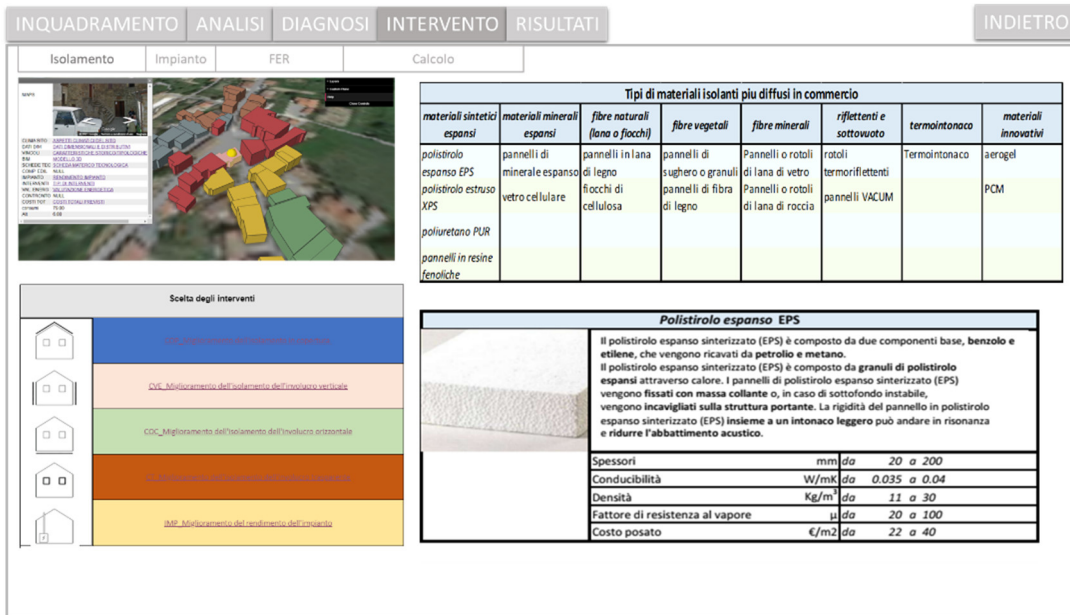 INQUADRAMENTO ANALISI DIAGNOSI INTERVENTO RISULTATI INDIETRO
Isolamento Impianto FER Calcolo
DATI DIMENSIONALI E DISTRIBUTIVI
MODELLO 3D
NULL
RENDIMENTO IMPIANTO
NULL
COSTI TOT
Tipi di materiali isolanti piu diffusi in commercio
materiali sintetici espansi
materiali minerali espansi
fibre naturali (lana o fiocchi)
fibre vegetali
fibre minerali
riflettenti e sottovuoto
termointonaco
materiali innovativi
polistirolo espanso EPS
pannelli di minerale espanso
pannelli in lana di legno
pannelli di sughero o granuli
Pannelli o rotoli di lana di vetro
rotoli termoriflettenti
Termointonaco
aerogel
polistirolo estruso XPS
vetro cellulare
fiocchi di cellulosa
pannelli di fibra di legno
Pannelli o rotoli di lana di roccia
pannelli VACUM
PCM
poliuretano PUR
pannelli in resine fenoliche
Scelta degli interventi
CVE_Miglioramento dell'isolamento dell'involucro verticale
COC_Miglioramento dell'isolamento dell'involucro orizzontale
IMP_Miglioramento del rendimento dell'impianto
Polistirolo espanso EPS
Il polistirolo espanso sinterizzato (EPS) è composto da due componenti base, benzolo e
etilene, che vengono ricavati da petrolio e metano.
Il polistirolo espanso sinterizzato (EPS) è composto da granuli di polistirolo
espansi attraverso calore. I pannelli di polistirolo espanso sinterizzato (EPS)
vengono fissati con massa collante o, in caso di sottofondo instabile,
vengono incavigliati sulla struttura portante. La rigidità del pannello in polistirolo
espanso sinterizzato (EPS) insieme a un intonaco leggero può andare in risonanza
e ridurre l'abbattimento acustico.
Spessori mm da 20 a 200
Conducibilità W/mK da 0.035 a 0.04
Densità Kg/m³ da 11 a 30
Fattore di resistenza al vapore µ da 20 a 100
Costo posato €/m2 da 22 a 40